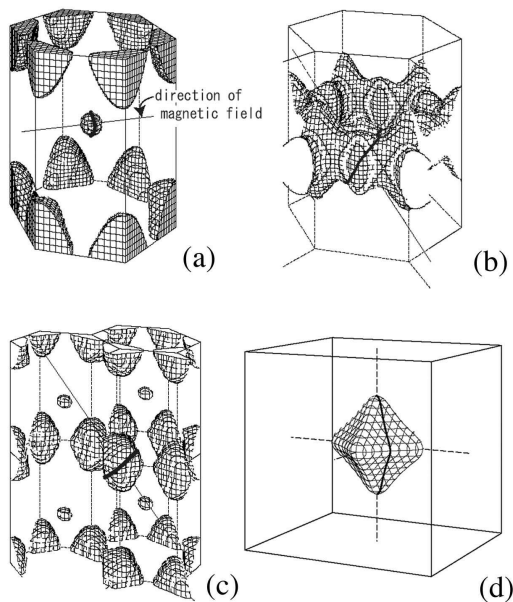 (a)
direction of
magnetic field
(b)
(c)
(d)